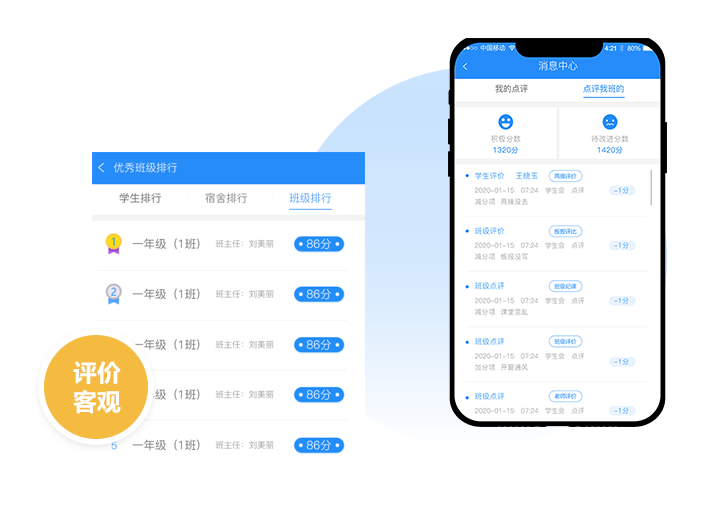 优秀班级排行
学生排行 宿舍排行 班级排行
1 一年级（1班） 班主任：刘美丽 86分
2 一年级（1班） 班主任：刘美丽 86分
一年级（1班） 班主任：刘美丽 86分
年级（1班） 班主任：刘美丽 86分
5 一年级（1班） 班主任：刘美丽 86分
评价
客观
中国移动 4:21 80%
消息中心
我的点评 点评我班的
积极分数 待改进分数
1320分 1420分
学生评价 王晓玉 两操评价
2020-01-15 07:24 学生会 点评 -1分
减分项 两操没去
班级评价 板报评比
2020-01-15 07:24 学生会 点评 -1分
减分项 板报没写
班级点评 班级纪律
2020-01-15 07:24 学生会 点评 -1分
减分项 课堂混乱
班级点评 班级评价
2020-01-15 07:24 学生会 点评 -1分
加分项 开窗通风
班级点评 老师评价
2020-01-15 07:24 学生会 点评 -1分